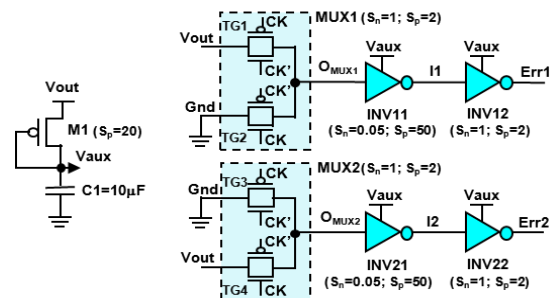 Vout
M1 (Sp=20)
Vaux
C1=10μF
TG1
CK
MUX1 (Sn=1; Sp=2)
Vout
CK'
CK
Gnd
CK'
TG2
OMUX1
Vaux
I1
Vaux
Err1
INV11
(Sn=0.05; Sp=50)
INV12
(Sn=1; Sp=2)
MUX2 (Sn=1; Sp=2)
TG3
CK
Gnd
CK'
CK'
Vout
TG4
CK
OMUX2
Vaux
I2
Vaux
Err2
INV21
(Sn=0.05; Sp=50)
INV22
(Sn=1; Sp=2)